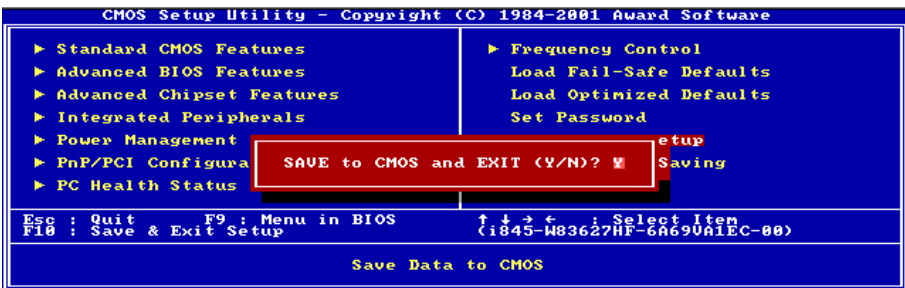 CMOS Setup Utility - Copyright (C) 1984-2001 Award Software
▶ Standard CMOS Features
▶ Advanced BIOS Features
▶ Advanced Chipset Features
▶ Integrated Peripherals
▶ Power Management
▶ PnP/PCI Configura
▶ PC Health Status
▶ Frequency Control
Load Fail-Safe Defaults
Load Optimized Defaults
Set Password
etup
Saving
SAVE to CMOS and EXIT (Y/N)? Y
Esc : Quit F9 : Menu in BIOS ↑ ↓ → ← : Select Item
F10 : Save & Exit Setup (i845-W83627HF-6A69VA1EC-00)
Save Data to CMOS